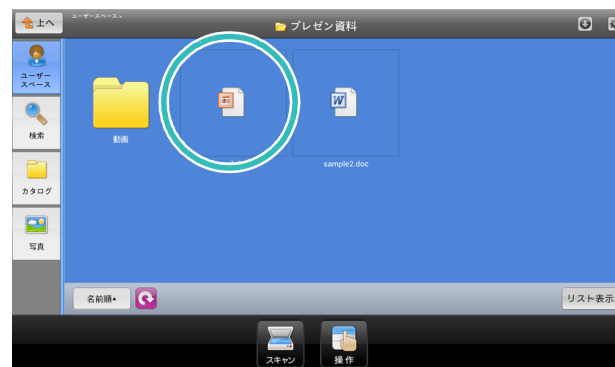 上へ
ユーザースペース >
プレゼン資料
ユーザー
スペース
検索
カタログ
写真
動画
W
sample2.doc
名前順▲
リスト表示
スキャン
操作